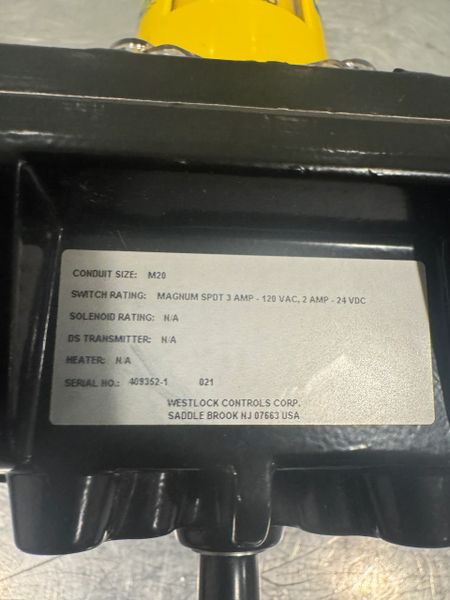 CONDUIT SIZE: M20
SWITCH RATING: MAGNUM SPDT 3 AMP - 120 VAC, 2 AMP - 24 VDC
SOLENOID RATING: N/A
DS TRANSMITTER: N/A
HEATER: N/A
SERIAL NO.: 409352-1 021
WESTLOCK CONTROLS CORP.
SADDLE BROOK NJ 07663 USA